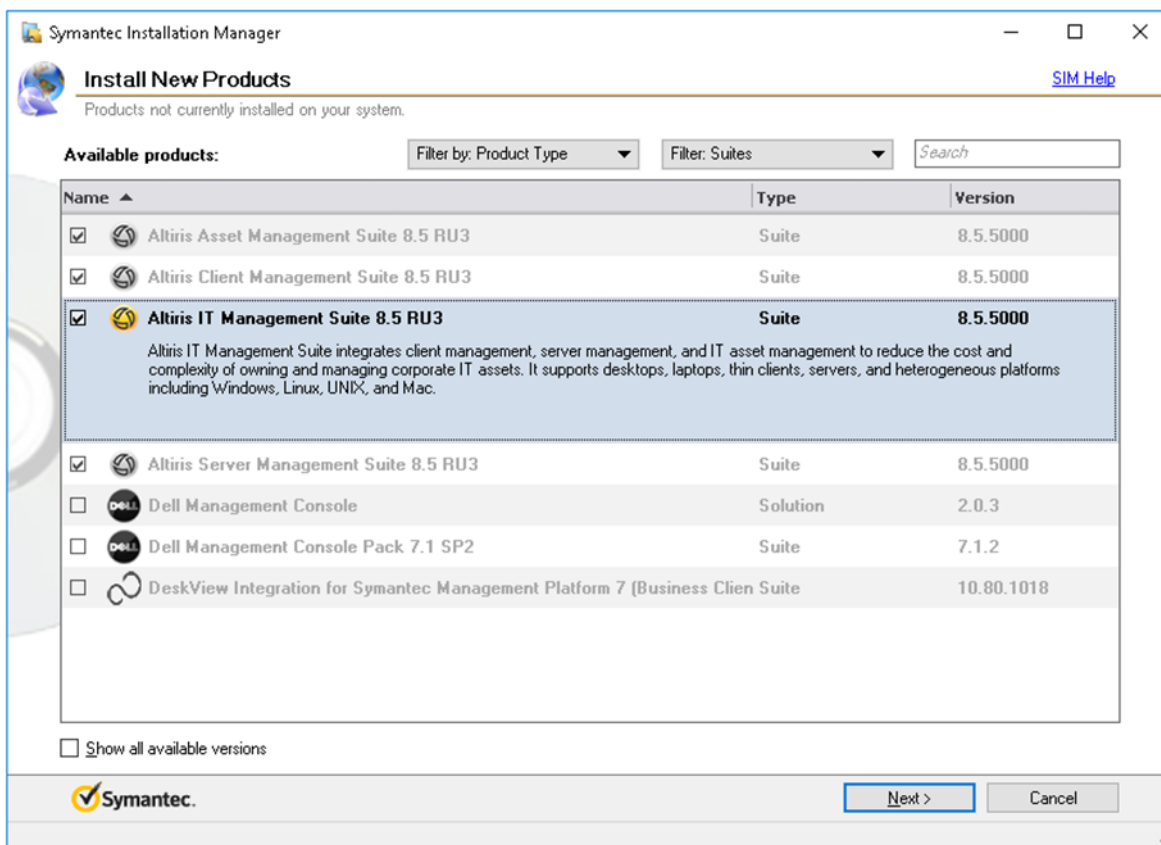 Symantec Installation Manager
Install New Products
SIM Help
Products not currently installed on your system.
Available products:
Filter by: Product Type
Filter: Suites
Search
Name Type Version
Altiris Asset Management Suite 8.5 RU3 Suite 8.5.5000
Altiris Client Management Suite 8.5 RU3 Suite 8.5.5000
Altiris IT Management Suite 8.5 RU3 Suite 8.5.5000
Altiris IT Management Suite integrates client management, server management, and IT asset management to reduce the cost and
complexity of owning and managing corporate IT assets. It supports desktops, laptops, thin clients, servers, and heterogeneous platforms
including Windows, Linux, UNIX, and Mac.
Altiris Server Management Suite 8.5 RU3 Suite 8.5.5000
DELL Dell Management Console Solution 2.0.3
DELL Dell Management Console Pack 7.1 SP2 Suite 7.1.2
DeskView Integration for Symantec Management Platform 7 (Business Clien Suite 10.80.1018
Show all available versions
Symantec.
Next >
Cancel